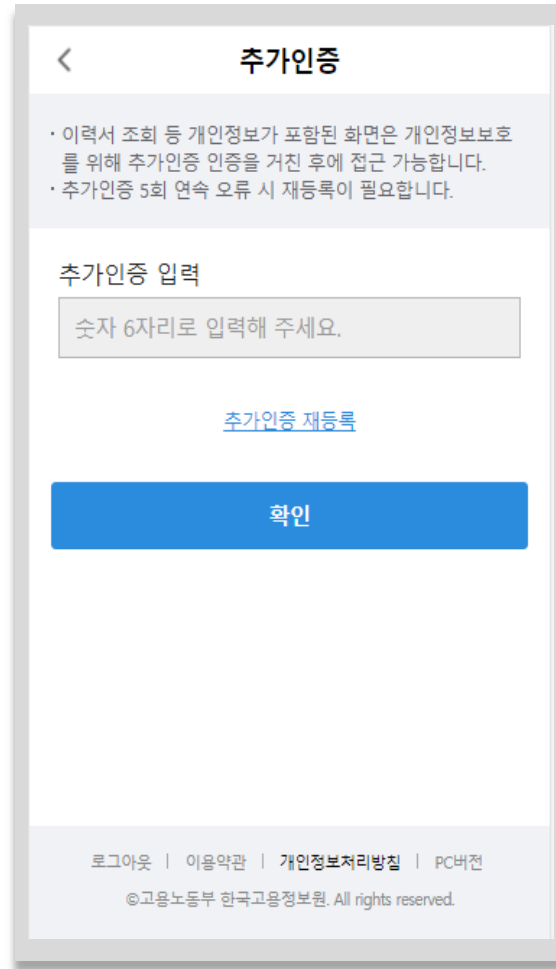 추가인증
· 이력서 조회 등 개인정보가 포함된 화면은 개인정보보호
를 위해 추가인증 인증을 거친 후에 접근 가능합니다.
· 추가인증 5회 연속 오류 시 재등록이 필요합니다.
추가인증 입력
숫자 6자리로 입력해 주세요.
추가인증 재등록
확인
로그아웃 | 이용약관 | 개인정보처리방침 | PC버전
©고용노동부 한국고용정보원. All rights reserved.